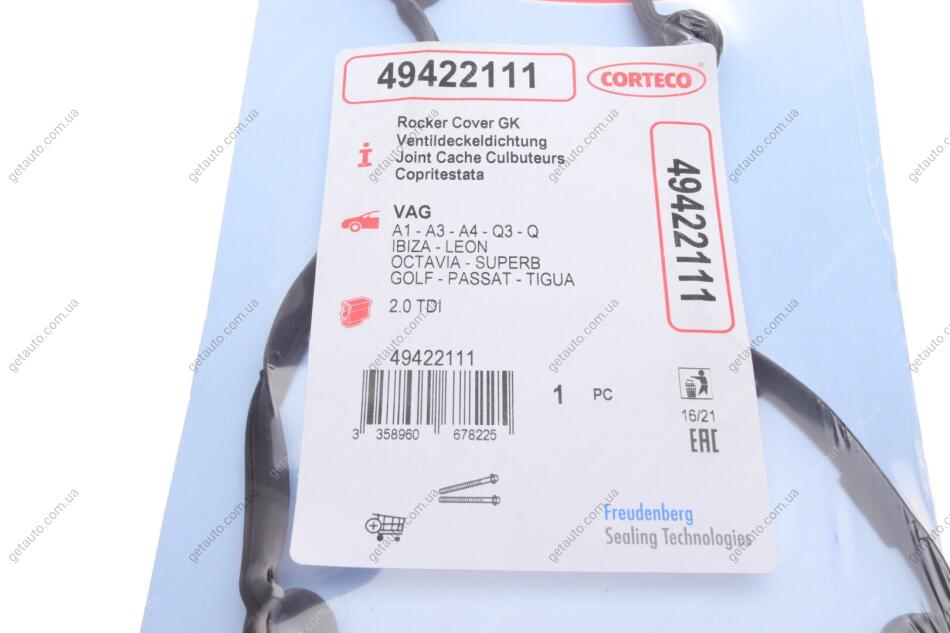 49422111
CORTECO®
Rocker Cover GK
Ventildeckeldichtung
Joint Cache Culbuteurs
Copritestata
49422111
VAG
A1 - A3 - A4 - Q3 - Q
IBIZA - LEON
OCTAVIA - SUPERB
GOLF - PASSAT - TIGUA
2.0 TDI
49422111
1 PC
3 358960 678225
16/21
EAC
Freudenberg
Sealing Technologies
getauto.com.ua